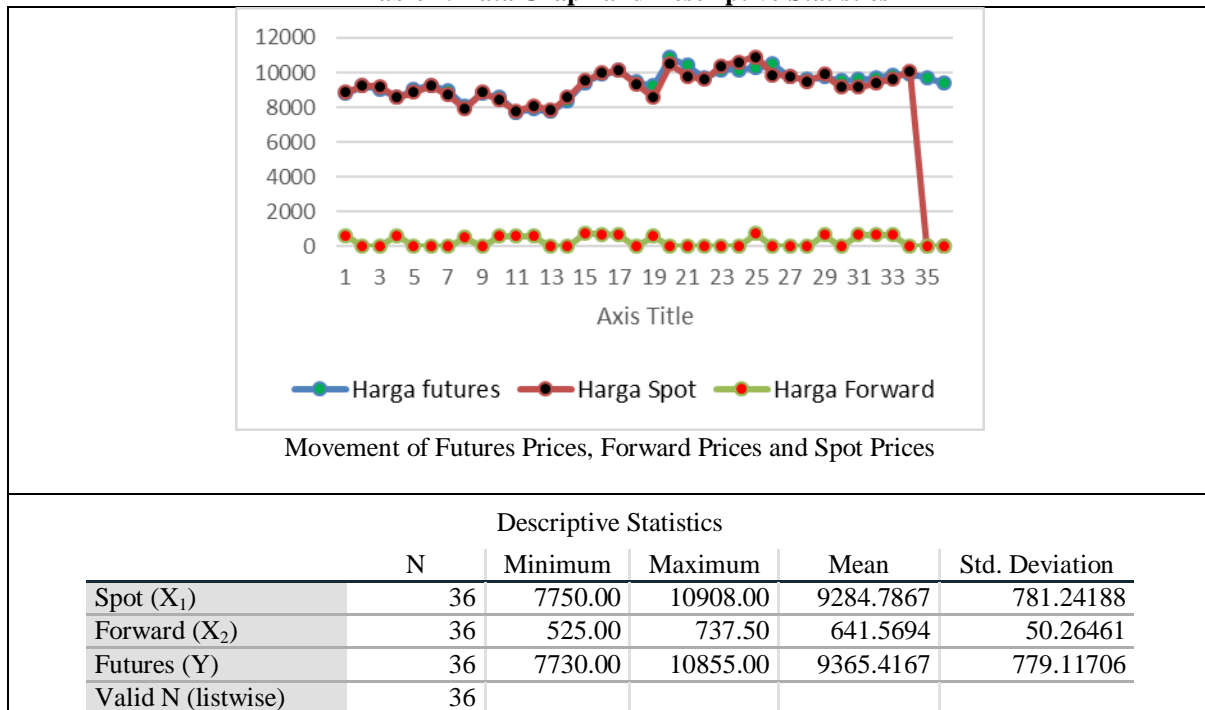 12000
10000
8000
6000
4000
2000
0
1 3 5 7 9 11 13 15 17 19 21 23 25 27 29 31 33 35
Axis Title
Harga futures Harga Spot Harga Forward
Movement of Futures Prices, Forward Prices and Spot Prices
Descriptive Statistics
N Minimum Maximum Mean Std. Deviation
Spot (X₁) 36 7750.00 10908.00 9284.7867 781.24188
Forward (X₂) 36 525.00 737.50 641.5694 50.26461
Futures (Y) 36 7730.00 10855.00 9365.4167 779.11706
Valid N (listwise) 36